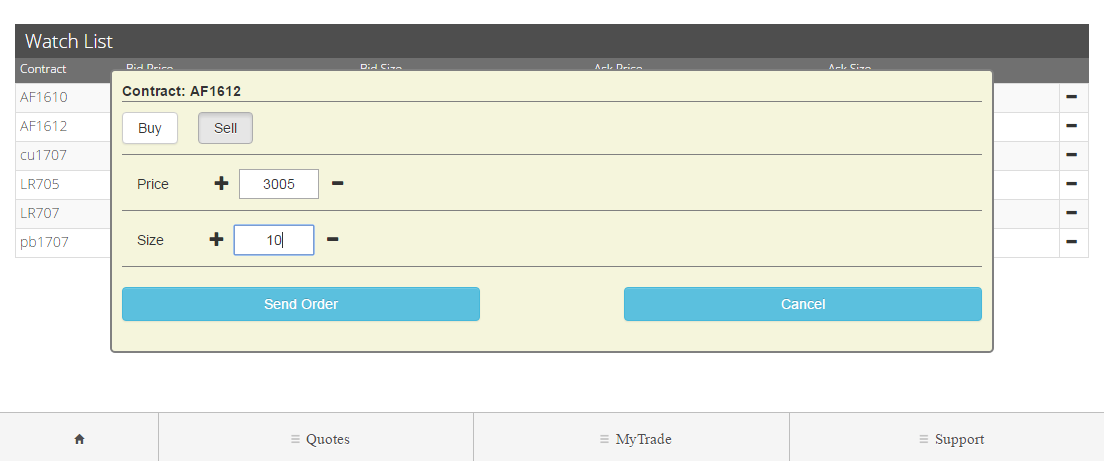 Watch List
Contract Bid Price Bid Size Ask Price Ask Size
AF1610
AF1612
cu1707
LR705
LR707
pb1707
Contract: AF1612
Buy Sell
Price 3005
Size 10
Send Order Cancel
Quotes MyTrade Support